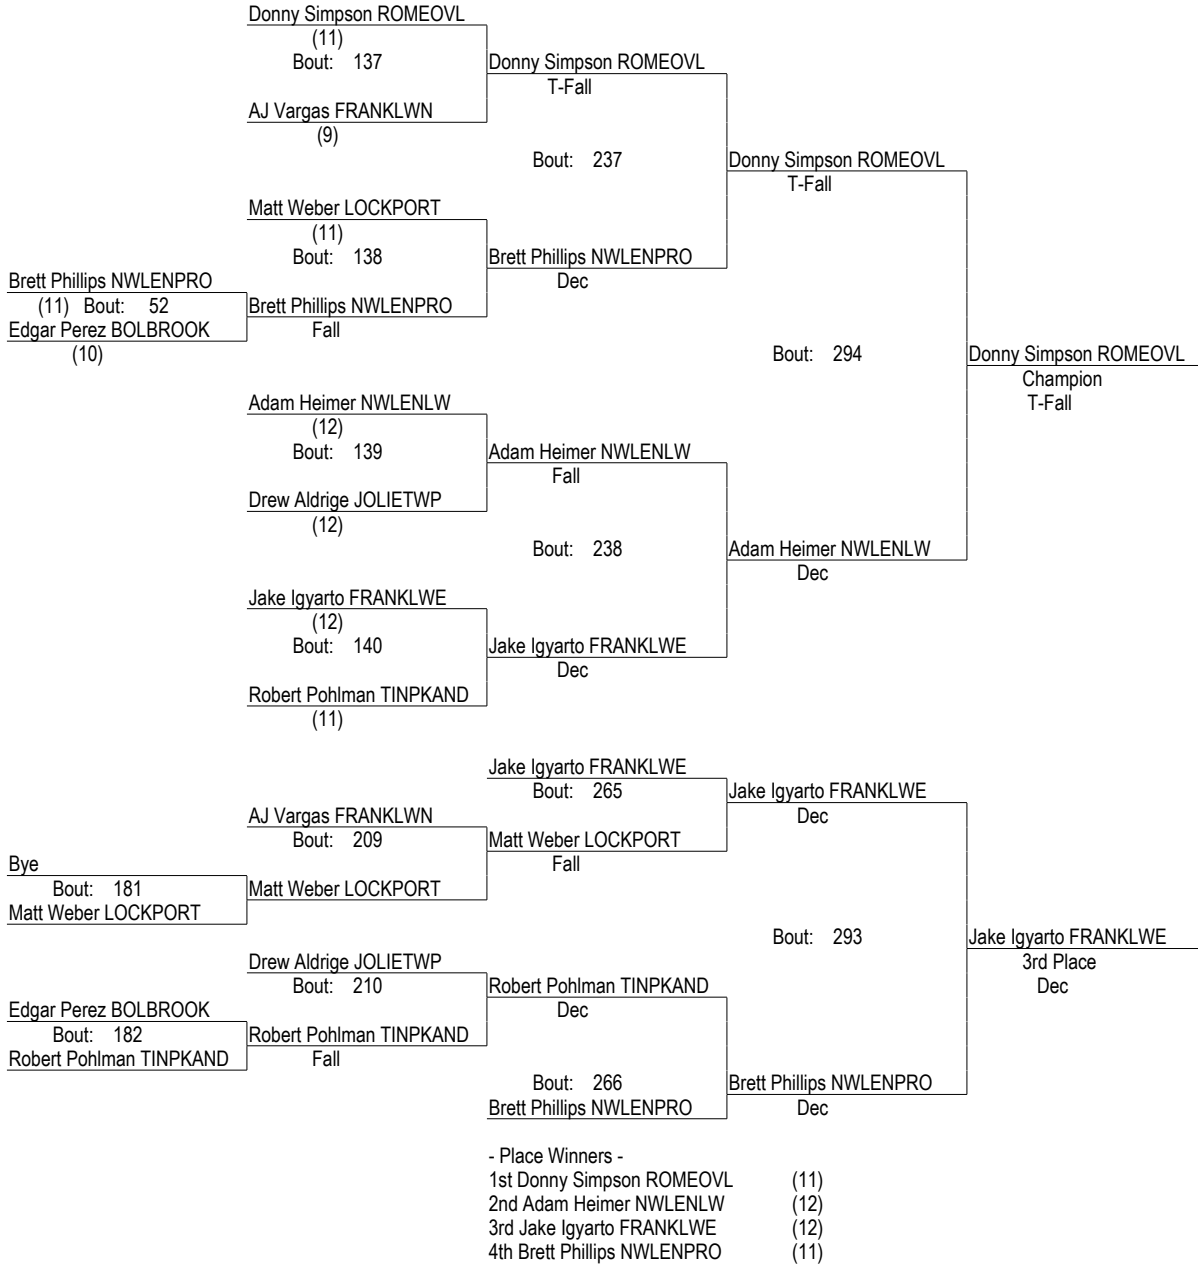 Donny Simpson ROMEOVL
(11)
Bout: 137
Donny Simpson ROMEOVL
T-Fall
AJ Vargas FRANKLWN
(9)
Bout: 237
Donny Simpson ROMEOVL
T-Fall
Matt Weber LOCKPORT
(11)
Bout: 138
Brett Phillips NWLENPRO
Dec
Brett Phillips NWLENPRO
(11) Bout: 52
Brett Phillips NWLENPRO
Fall
Edgar Perez BOLBROOK
(10)
Bout: 294
Donny Simpson ROMEOVL
Champion
T-Fall
Adam Heimer NWLENLW
(12)
Bout: 139
Adam Heimer NWLENLW
Fall
Drew Aldrige JOLIETWP
(12)
Bout: 238
Adam Heimer NWLENLW
Dec
Jake Igyarto FRANKLWE
(12)
Bout: 140
Jake Igyarto FRANKLWE
Dec
Robert Pohlman TINPKAND
(11)
Jake Igyarto FRANKLWE
Bout: 265
Jake Igyarto FRANKLWE
Dec
AJ Vargas FRANKLWN
Bout: 209
Matt Weber LOCKPORT
Fall
Bye
Bout: 181
Matt Weber LOCKPORT
Matt Weber LOCKPORT
Bout: 293
Jake Igyarto FRANKLWE
3rd Place
Dec
Drew Aldrige JOLIETWP
Bout: 210
Robert Pohlman TINPKAND
Dec
Edgar Perez BOLBROOK
Bout: 182
Robert Pohlman TINPKAND
Fall
Robert Pohlman TINPKAND
Bout: 266
Brett Phillips NWLENPRO
Dec
Brett Phillips NWLENPRO
- Place Winners -
1st Donny Simpson ROMEOVL (11)
2nd Adam Heimer NWLENLW (12)
3rd Jake Igyarto FRANKLWE (12)
4th Brett Phillips NWLENPRO (11)